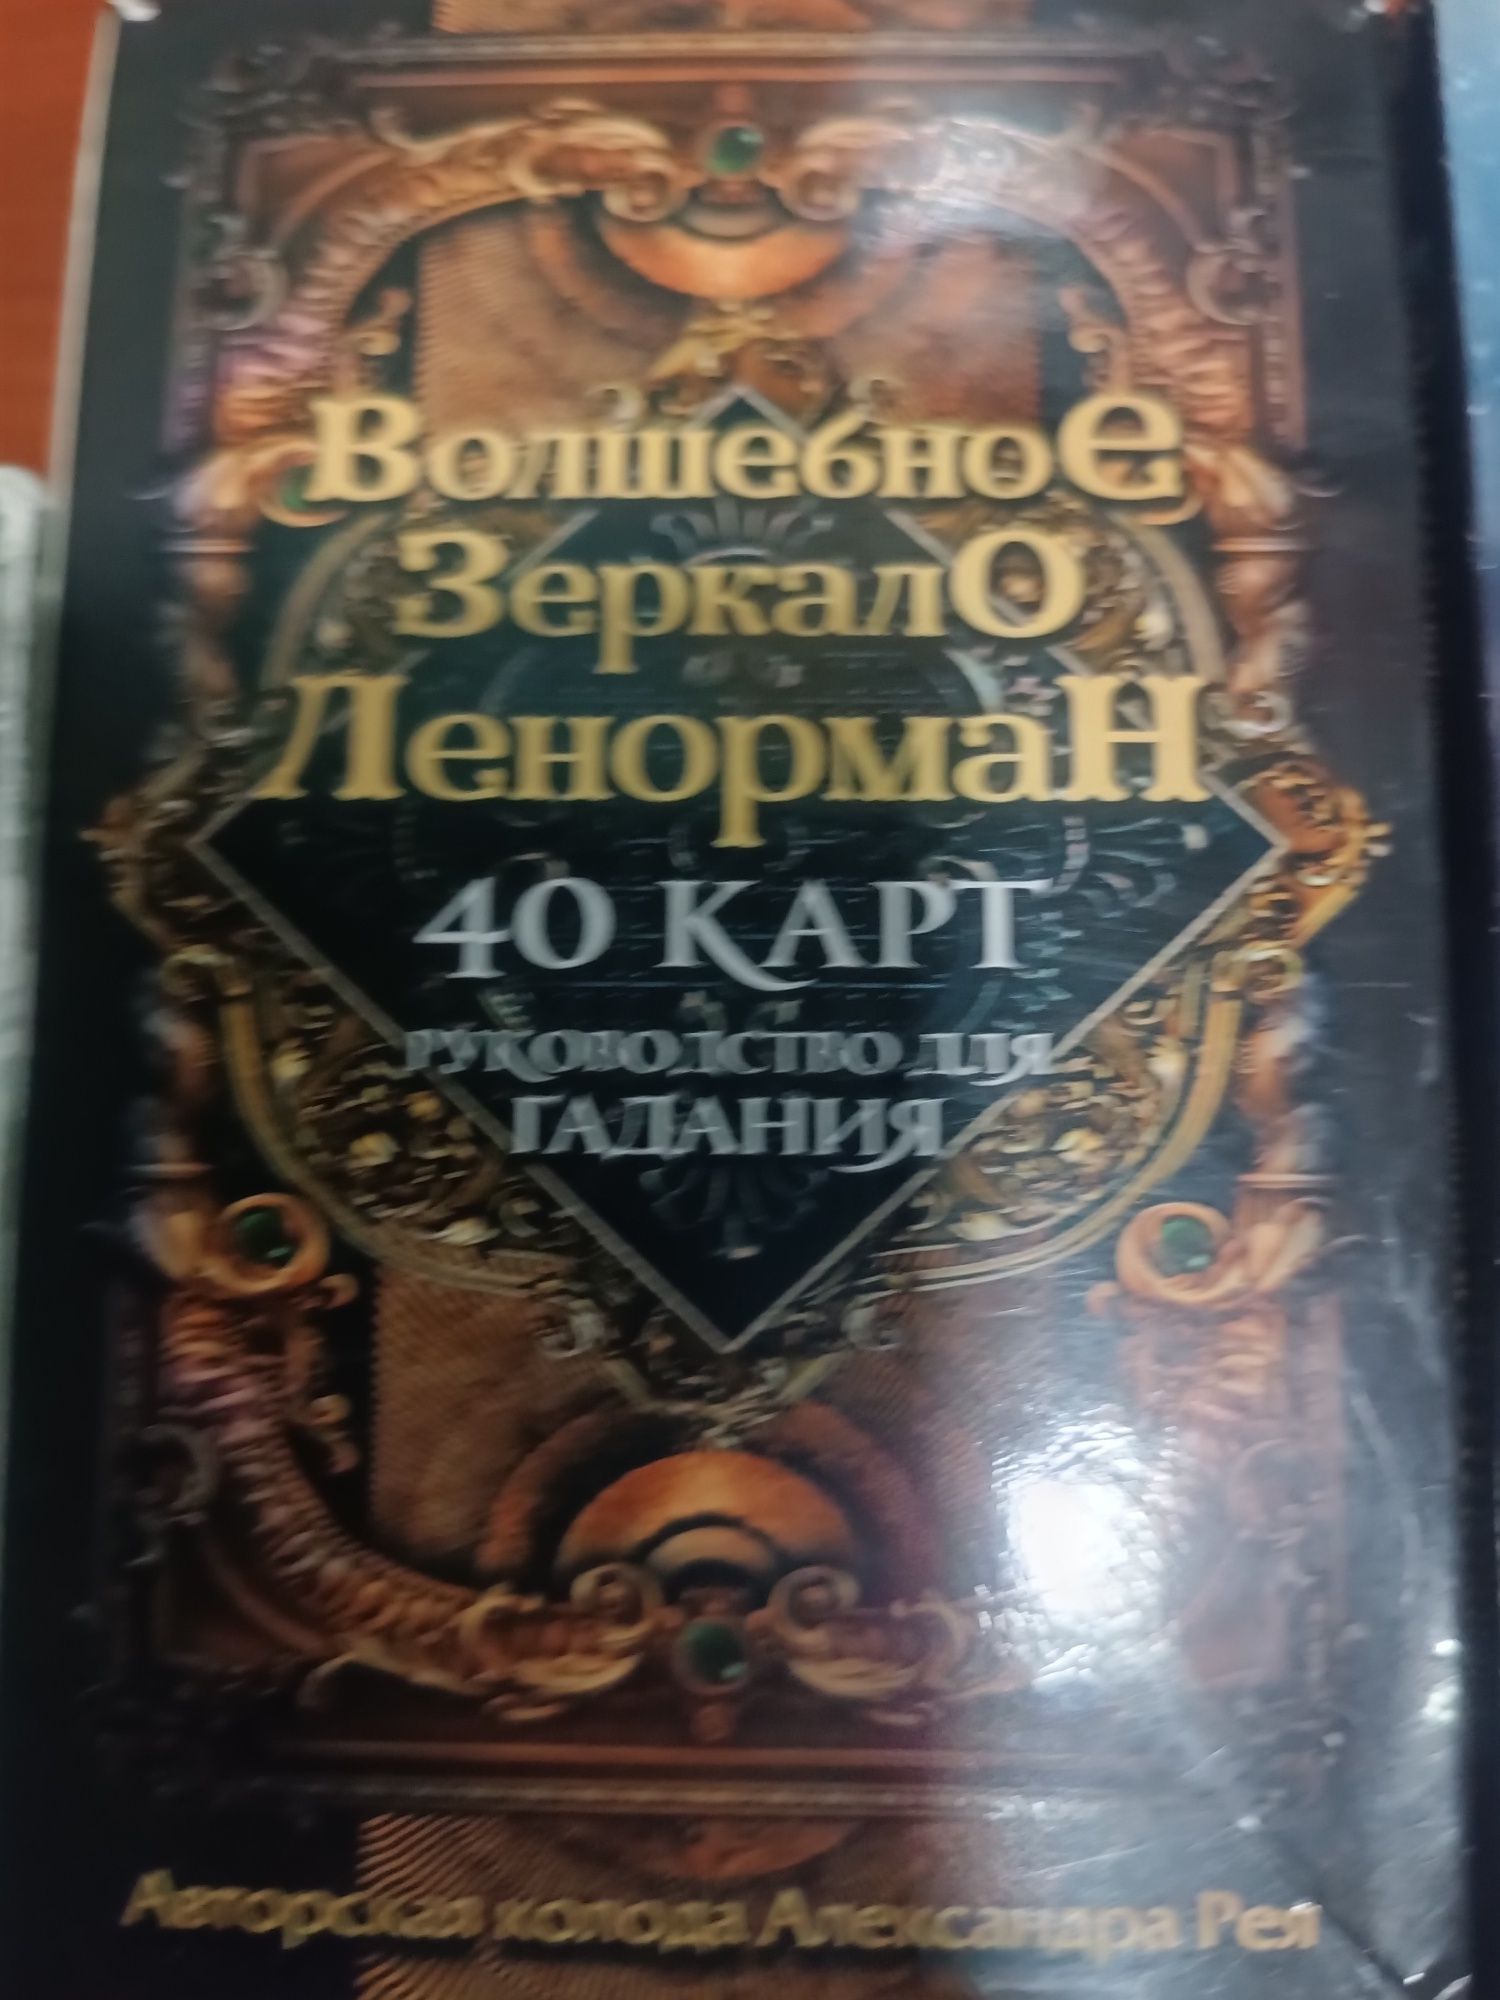 Волшебное
Зеркало
Ленорман
40 КАРТ
РУКОВОДСТВО ДЛЯ
ГАДАНИЯ
Авторская колода Александра Рея